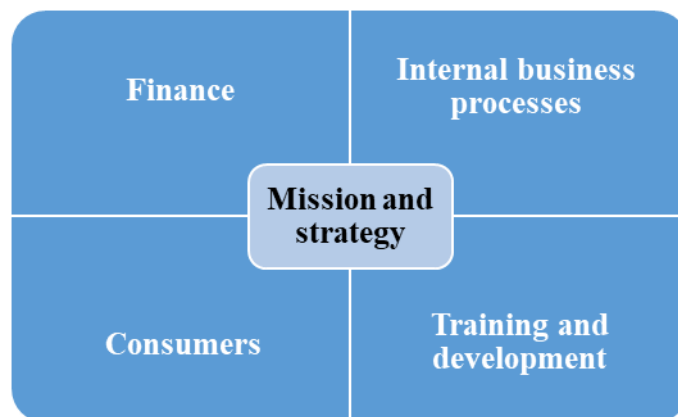 Finance
Internal business
processes
Mission and
strategy
Consumers
Training and
development